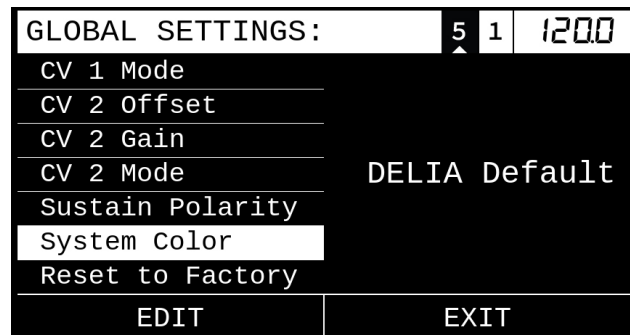 GLOBAL SETTINGS: 5 1 120.0
CV 1 Mode
CV 2 Offset
CV 2 Gain
CV 2 Mode
DELIA Default
Sustain Polarity
System Color
Reset to Factory
EDIT EXIT